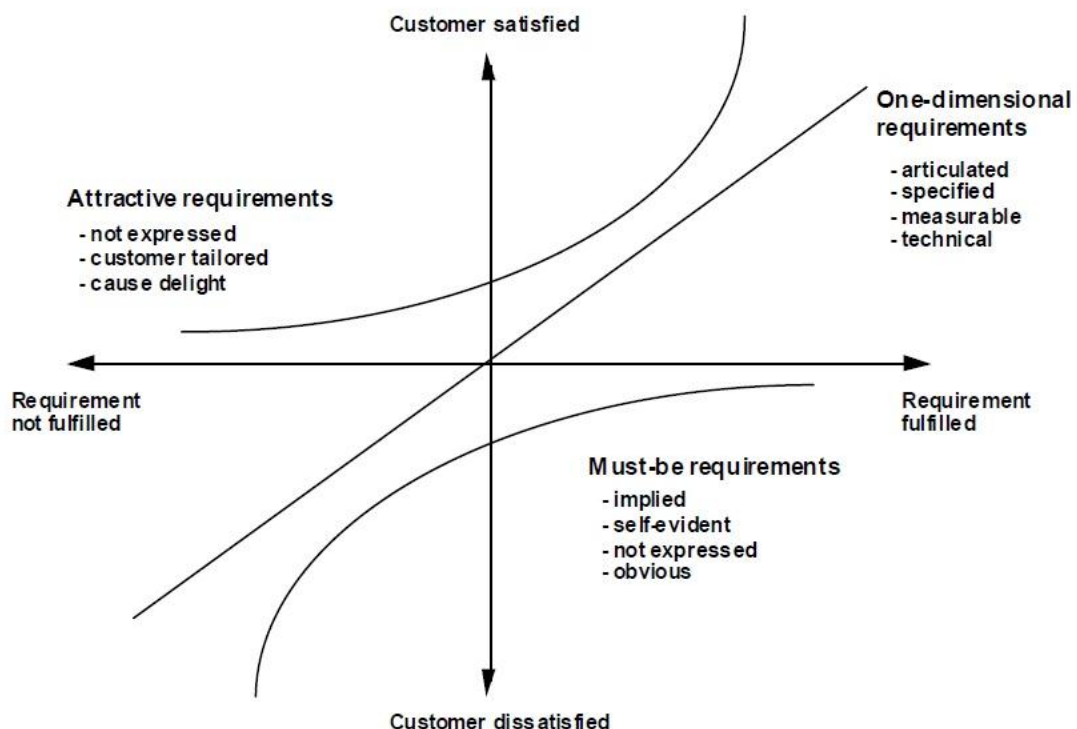 Customer satisfied
One-dimensional
requirements
- articulated
- specified
- measurable
- technical
Attractive requirements
- not expressed
- customer tailored
- cause delight
Requirement
not fulfilled
Requirement
fulfilled
Must-be requirements
- implied
- self-evident
- not expressed
- obvious
Customer dissatisfied